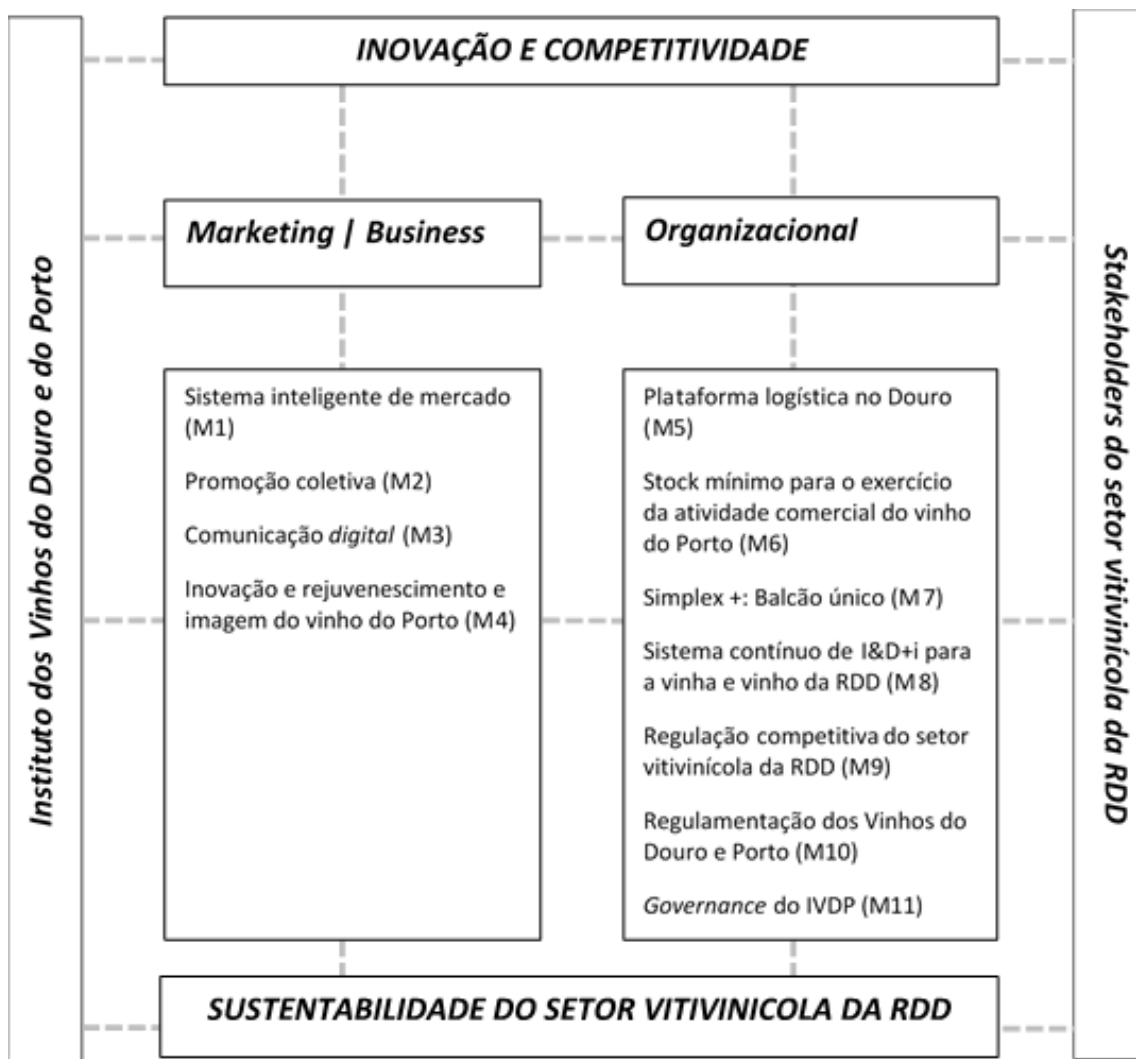 INOVAÇÃO E COMPETITIVIDADE
Instituto dos Vinhos do Douro e do Porto
Marketing | Business
Organizacional
Stakeholders do setor vitivinícola da RDD
Sistema inteligente de mercado
(M1)
Promoção coletiva (M2)
Comunicação digital (M3)
Inovação e rejuvenescimento e
imagem do vinho do Porto (M4)
Plataforma logística no Douro
(M5)
Stock mínimo para o exercício
da atividade comercial do vinho
do Porto (M6)
Simplex +: Balcão único (M7)
Sistema contínuo de I&D+i para
a vinha e vinho da RDD (M8)
Regulação competitiva do setor
vitivinícola da RDD (M9)
Regulamentação dos Vinhos do
Douro e Porto (M10)
Governance do IVDP (M11)
SUSTENTABILIDADE DO SETOR VITIVINICOLA DA RDD